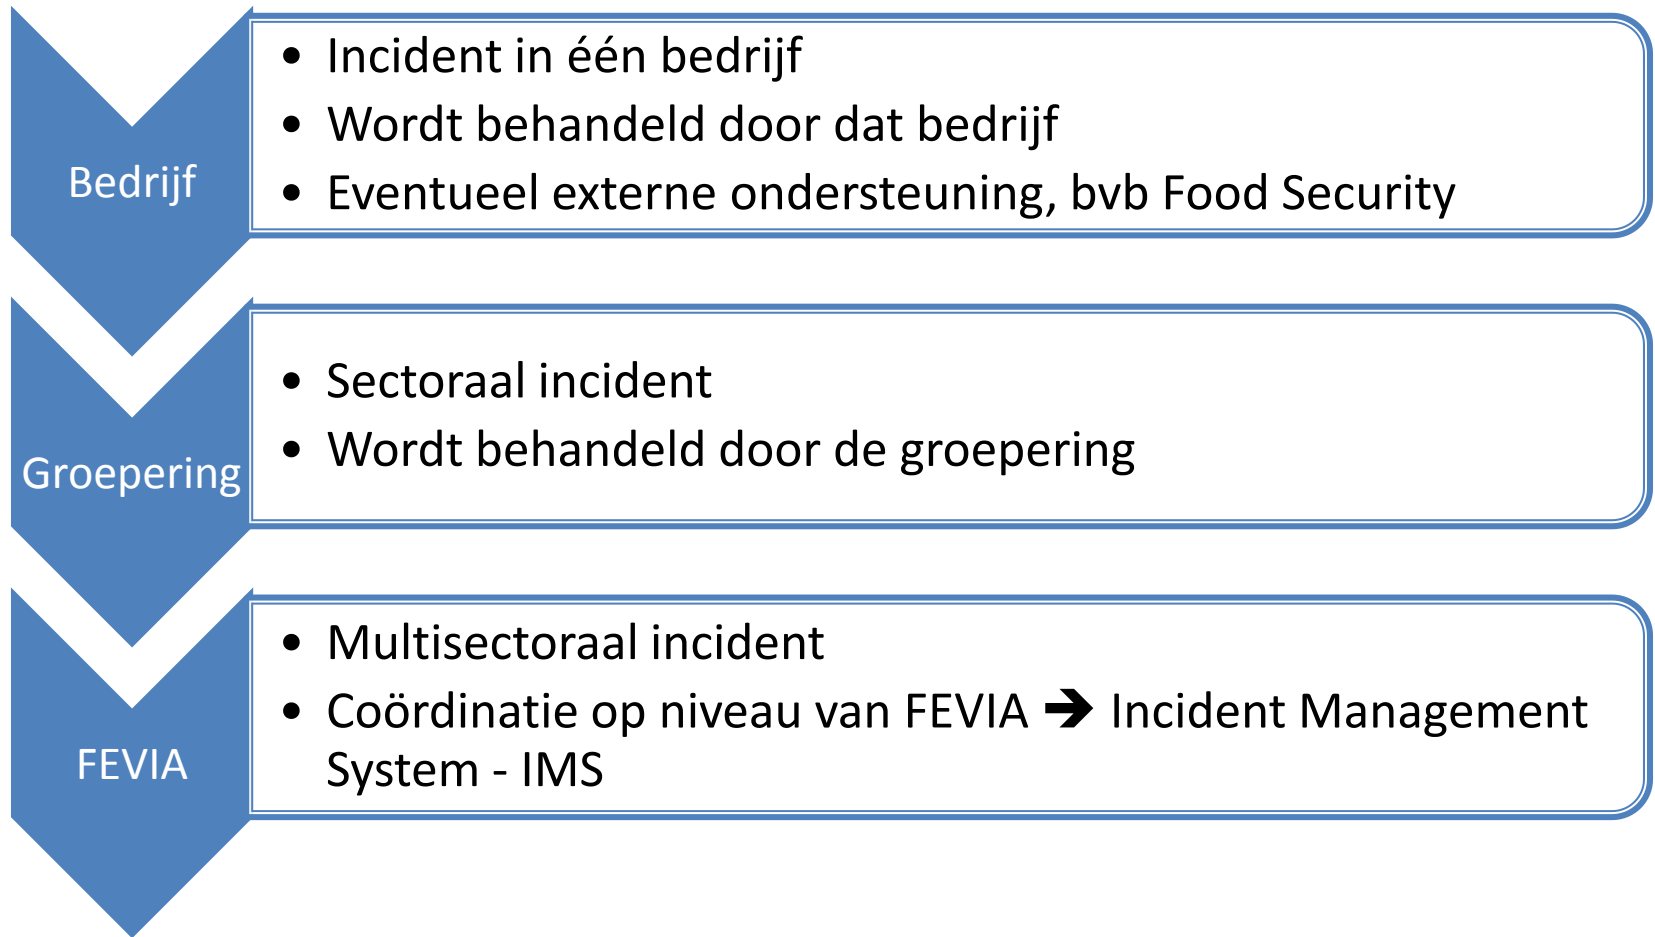 Bedrijf
• Incident in één bedrijf
• Wordt behandeld door dat bedrijf
• Eventueel externe ondersteuning, bvb Food Security
Groepering
• Sectoraal incident
• Wordt behandeld door de groepering
FEVIA
• Multisectoraal incident
• Coördinatie op niveau van FEVIA ➔ Incident Management
System - IMS